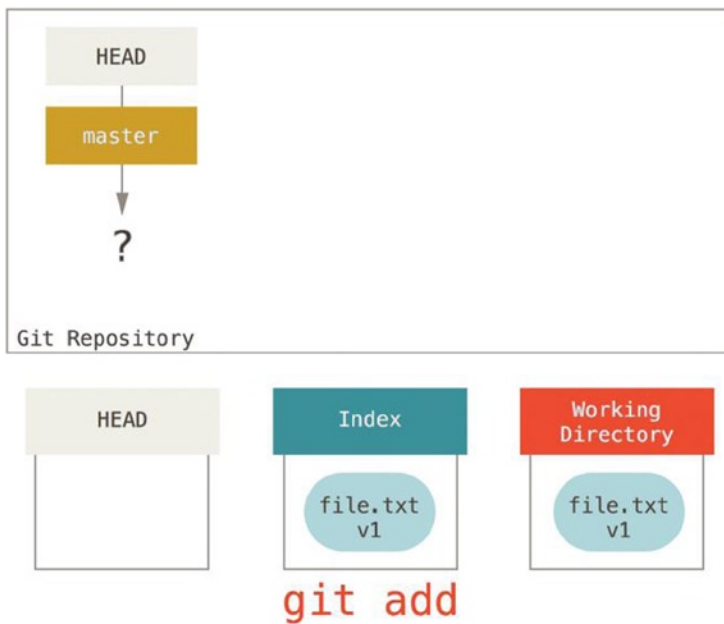 HEAD
master
?
Git Repository
HEAD
Index
Working
Directory
file.txt
v1
file.txt
v1
git add